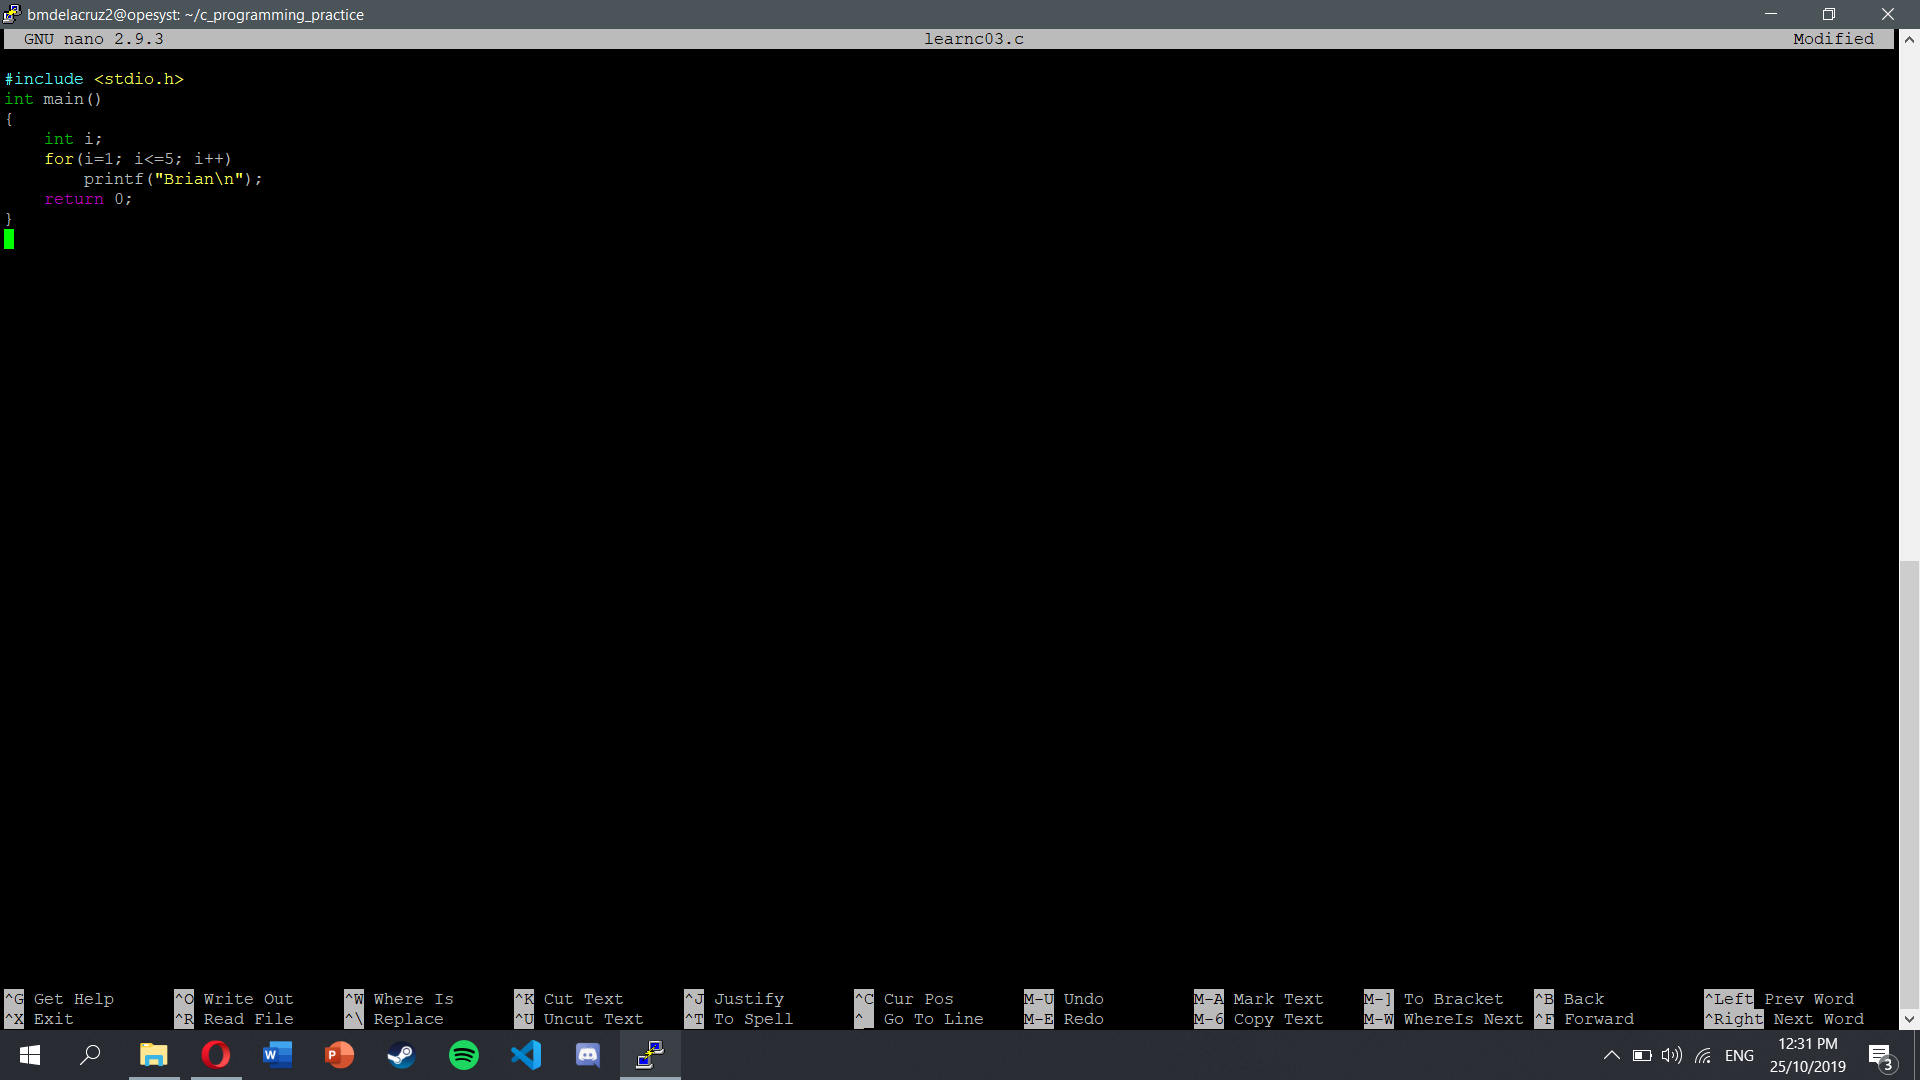 bmdelacruz2@opesyst: ~/c_programming_practice
GNU nano 2.9.3 learnc03.c Modified
#include <stdio.h>
int main()
{
    int i;
    for(i=1; i<=5; i++)
        printf("Brian\n");
    return 0;
}
^G Get Help ^O Write Out ^W Where Is ^K Cut Text ^J Justify ^C Cur Pos M-U Undo M-A Mark Text M-] To Bracket ^B Back ^Left Prev Word
^X Exit ^R Read File ^\ Replace ^U Uncut Text ^T To Spell ^_ Go To Line M-E Redo M-6 Copy Text M-W WhereIs Next ^F Forward ^Right Next Word
ENG 12:31 PM
25/10/2019 3